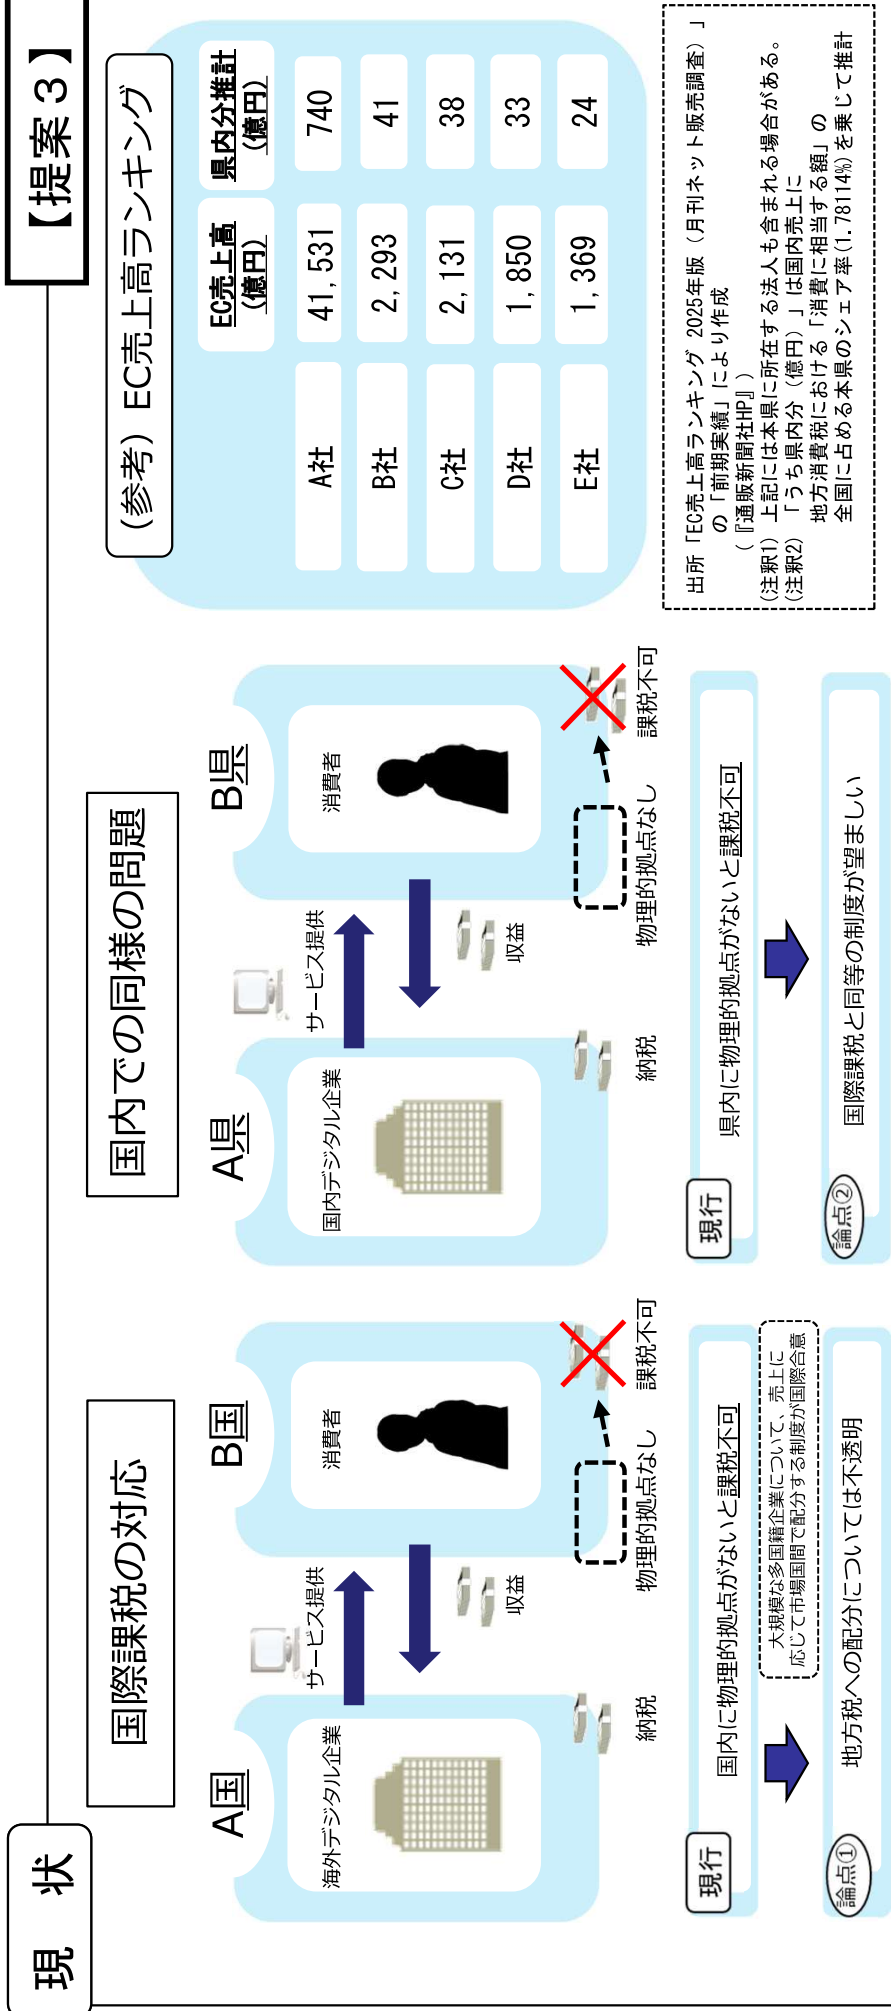 現　状
【提案３】
国際課税の対応
A国
B国
海外デジタル企業
消費者
サービス提供
収益
納税
物理的拠点なし
課税不可
現行
国内に物理的拠点がないと課税不可
大規模な多国籍企業について、売上に
応じて市場国間で配分する制度が国際合意
論点①
地方税への配分については不透明
国内での同様の問題
A県
B県
国内デジタル企業
消費者
サービス提供
収益
納税
物理的拠点なし
課税不可
現行
県内に物理的拠点がないと課税不可
論点②
国際課税と同等の制度が望ましい
（参考）EC売上高ランキング
EC売上高
（億円）
県内分推計
（億円）
A社 41,531 740
B社 2,293 41
C社 2,131 38
D社 1,850 33
E社 1,369 24
出所「EC売上高ランキング 2025年版（月刊ネット販売調査）」
の「前期実績」により作成
（『通販新聞社HP』）
(注釈1) 上記には本県に所在する法人も含まれる場合がある。
(注釈2) 「うち県内分（億円）」は国内売上に
地方消費税における「消費に相当する額」の
全国に占める本県のシェア率(1.78114%)を乗じて推計